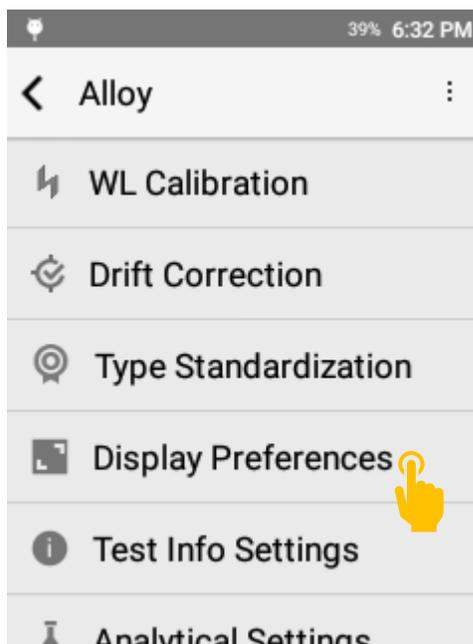 39% 6:32 PM
Alloy
WL Calibration
Drift Correction
Type Standardization
Display Preferences
Test Info Settings
Analytical Settings